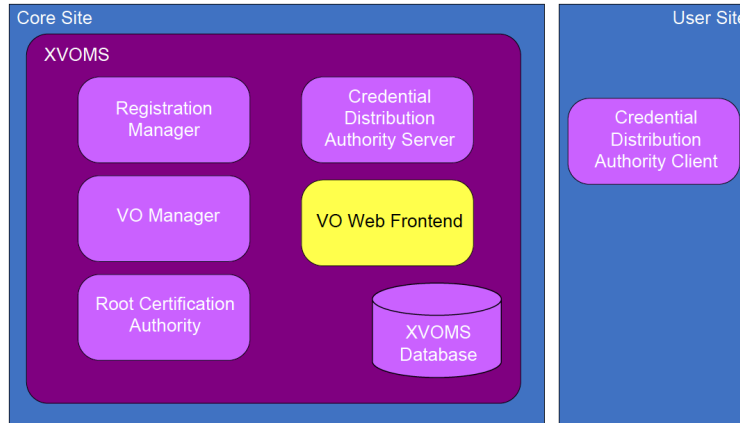 Core Site
User Site
XVOMS
Registration
Manager
Credential
Distribution
Authority Server
Credential
Distribution
Authority Client
VO Manager
VO Web Frontend
Root Certification
Authority
XVOMS
Database